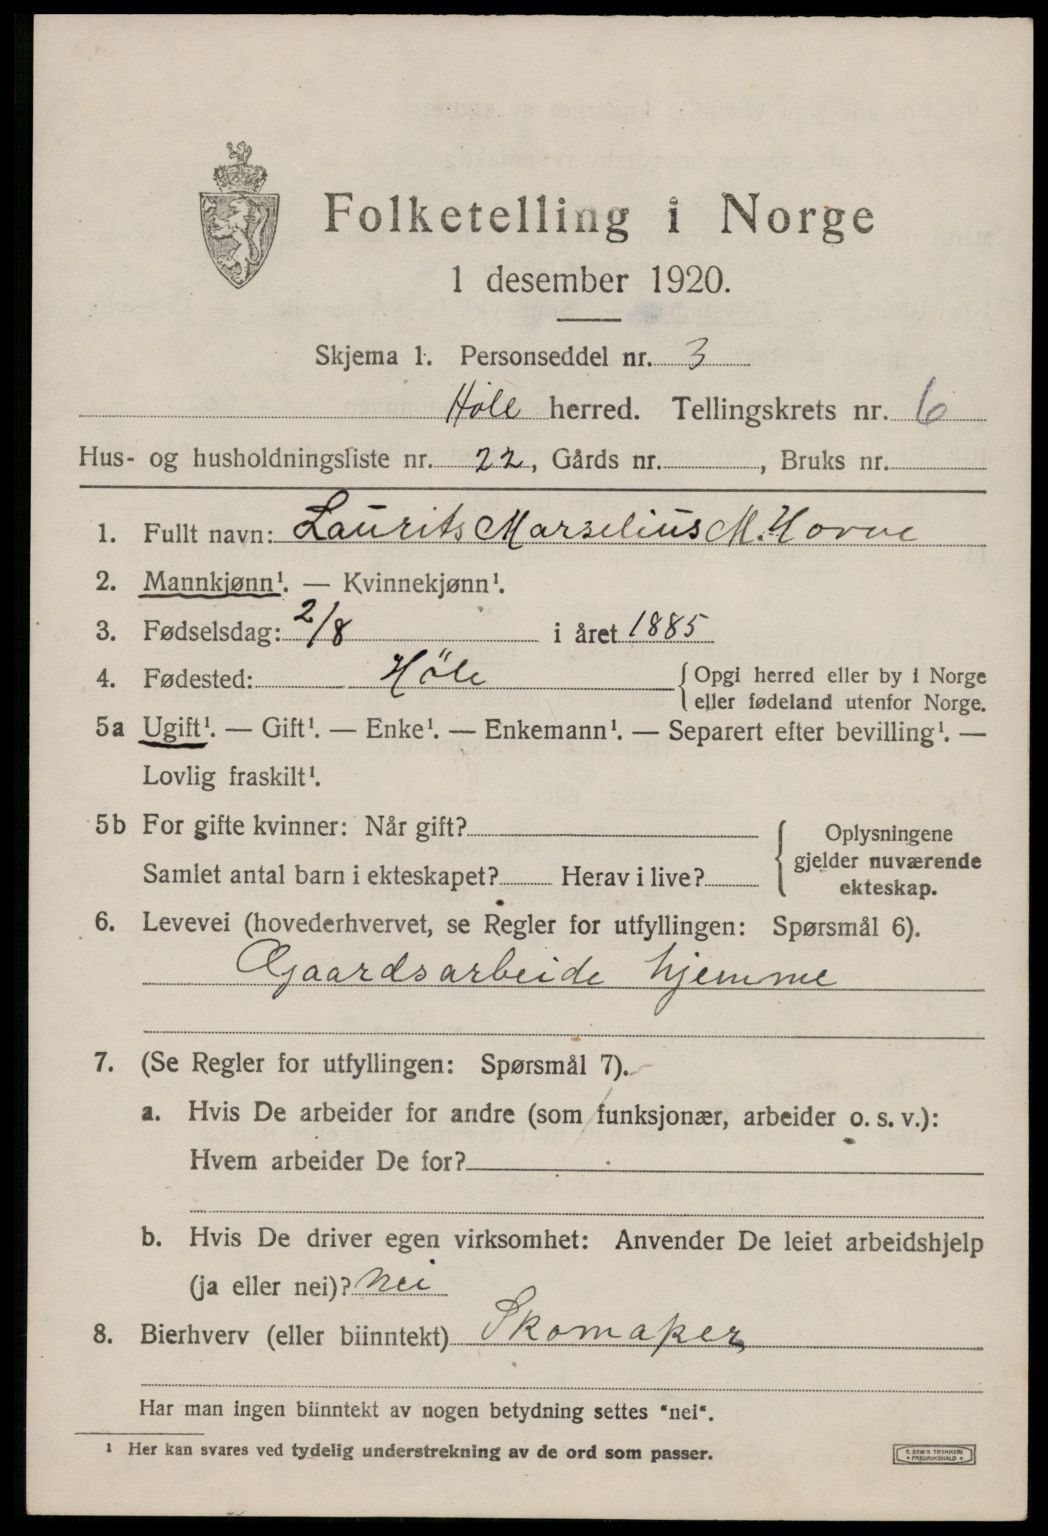 Folketelling i Norge
1 desember 1920.
Skjema 1. Personseddel nr. 3
Høle herred. Tellingskrets nr. 6
Hus- og husholdningsliste nr. 22, Gårds nr. , Bruks nr.
1. Fullt navn: Laurits Marselius M. Hovne
2. Mannkjønn¹. — Kvinnekjønn¹.
3. Fødselsdag: 2/8 i året 1885
4. Fødested: Høle { Opgi herred eller by i Norge
eller fødeland utenfor Norge.
5a Ugift¹. — Gift¹. — Enke¹. — Enkemann¹. — Separert efter bevilling¹. —
Lovlig fraskilt¹.
5b For gifte kvinner: Når gift?
Samlet antal barn i ekteskapet? Herav i live?
{ Oplysningene
gjelder nuværende
ekteskap.
6. Levevei (hovederhvervet, se Regler for utfyllingen: Spørsmål 6).
Gaardsarbeide hjemme
7. (Se Regler for utfyllingen: Spørsmål 7).
a. Hvis De arbeider for andre (som funksjonær, arbeider o. s. v.):
Hvem arbeider De for?
b. Hvis De driver egen virksomhet: Anvender De leiet arbeidshjelp
(ja eller nei)? nei
8. Bierhverv (eller biinntekt) Skomaker
Har man ingen biinntekt av nogen betydning settes "nei".
¹ Her kan svares ved tydelig understrekning av de ord som passer.
E. SEM'S TRYKKERI
* FREDRIKSHALD *